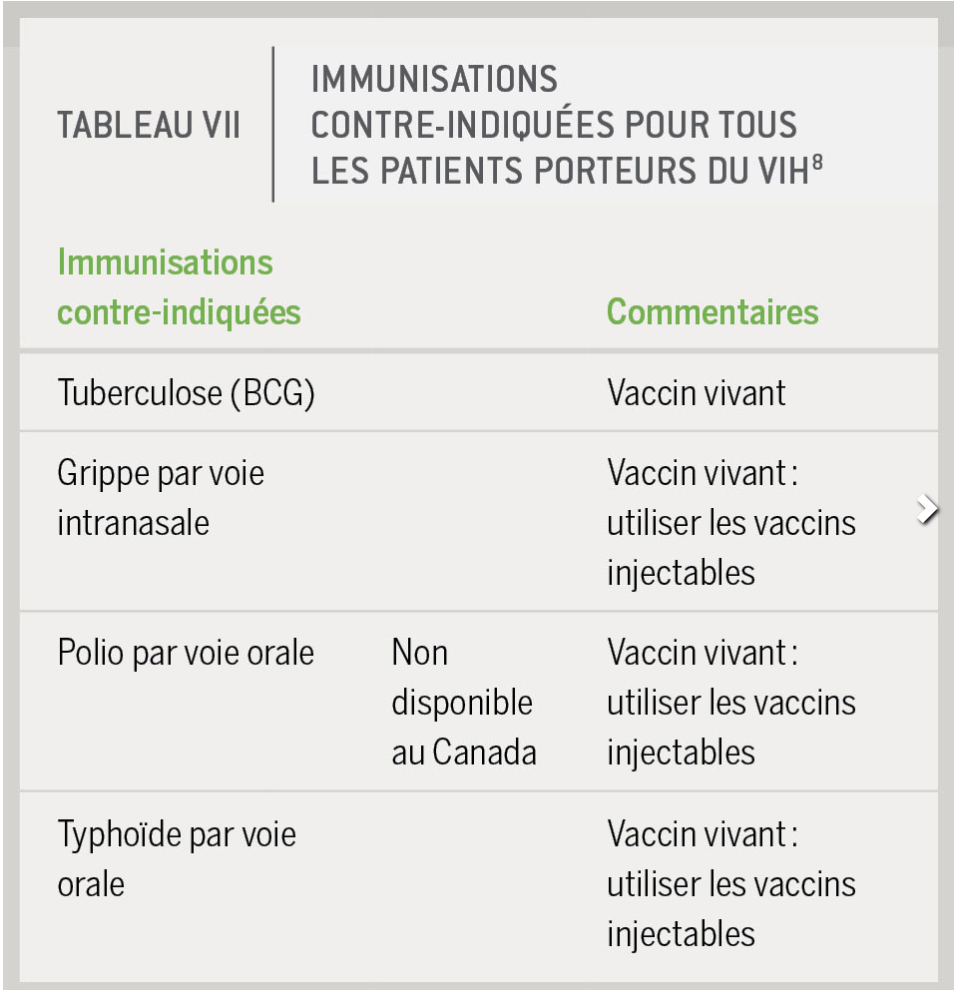 TABLEAU VII
IMMUNISATIONS
CONTRE-INDIQUÉES POUR TOUS
LES PATIENTS PORTEURS DU VIH⁸
Immunisations
contre-indiquées
Commentaires
Tuberculose (BCG)
Vaccin vivant
Grippe par voie
intranasale
Vaccin vivant :
utiliser les vaccins
injectables
Polio par voie orale
Non
disponible
au Canada
Vaccin vivant :
utiliser les vaccins
injectables
Typhoïde par voie
orale
Vaccin vivant :
utiliser les vaccins
injectables